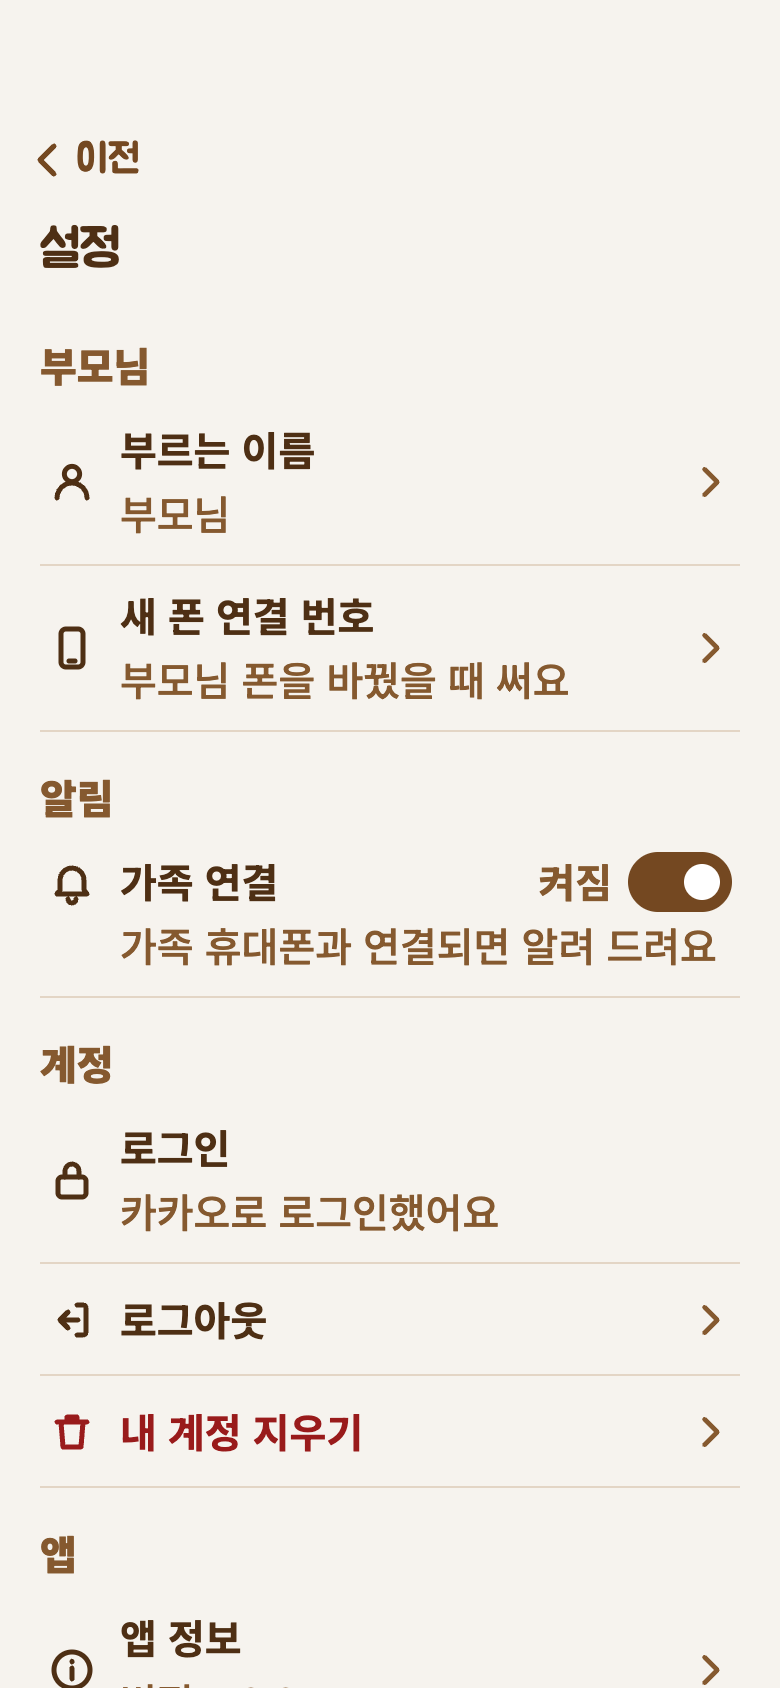 이전
설정
부모님
부르는 이름
부모님
새 폰 연결 번호
부모님 폰을 바꿨을 때 써요
알림
가족 연결
켜짐
가족 휴대폰과 연결되면 알려 드려요
계정
로그인
카카오로 로그인했어요
로그아웃
내 계정 지우기
앱
앱 정보